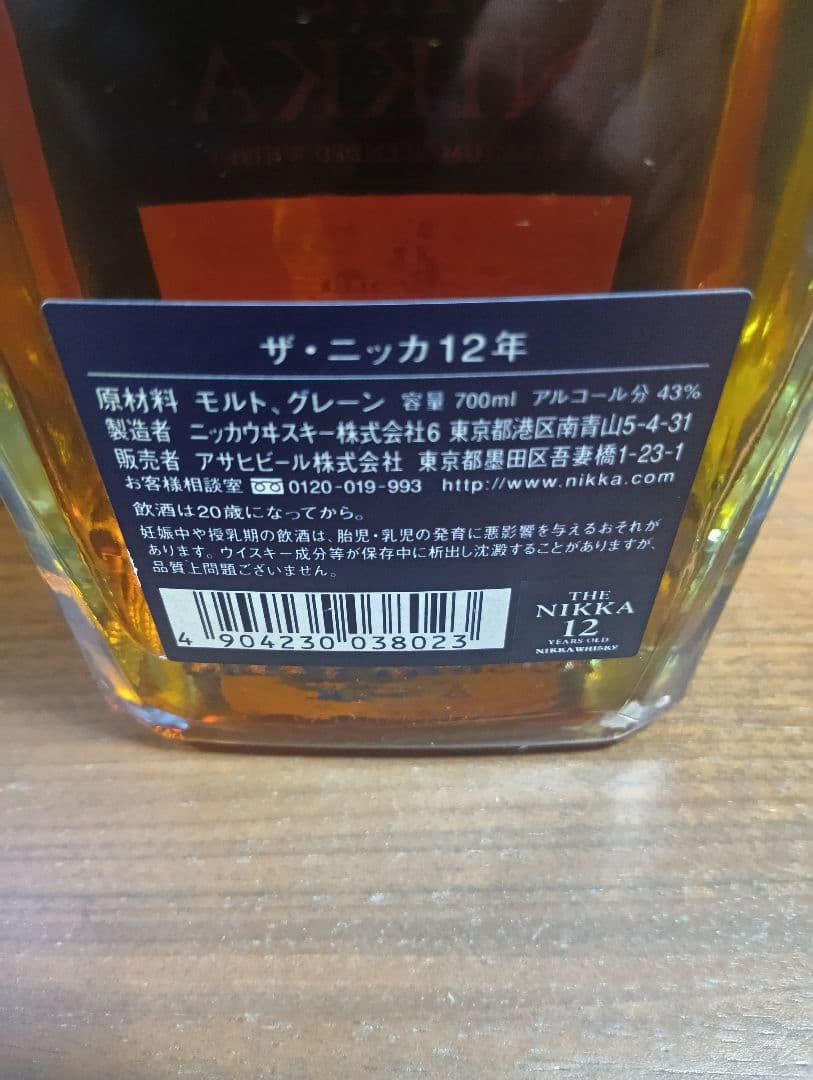 NIKKA
ザ・ニッカ12年
原材料 モルト、グレーン 容量 700ml アルコール分 43%
製造者 ニッカウヰスキー株式会社6 東京都港区南青山5-4-31
販売者 アサヒビール株式会社 東京都墨田区吾妻橋1-23-1
お客様相談室 0120-019-993 http://www.nikka.com
飲酒は20歳になってから。
妊娠中や授乳期の飲酒は、胎児・乳児の発育に悪影響を与えるおそれが
あります。ウイスキー成分等が保存中に析出し沈澱することがありますが、
品質上問題ございません。
4 904230 038023
THE
NIKKA
12
YEARS OLD
NIKKA WHISKY